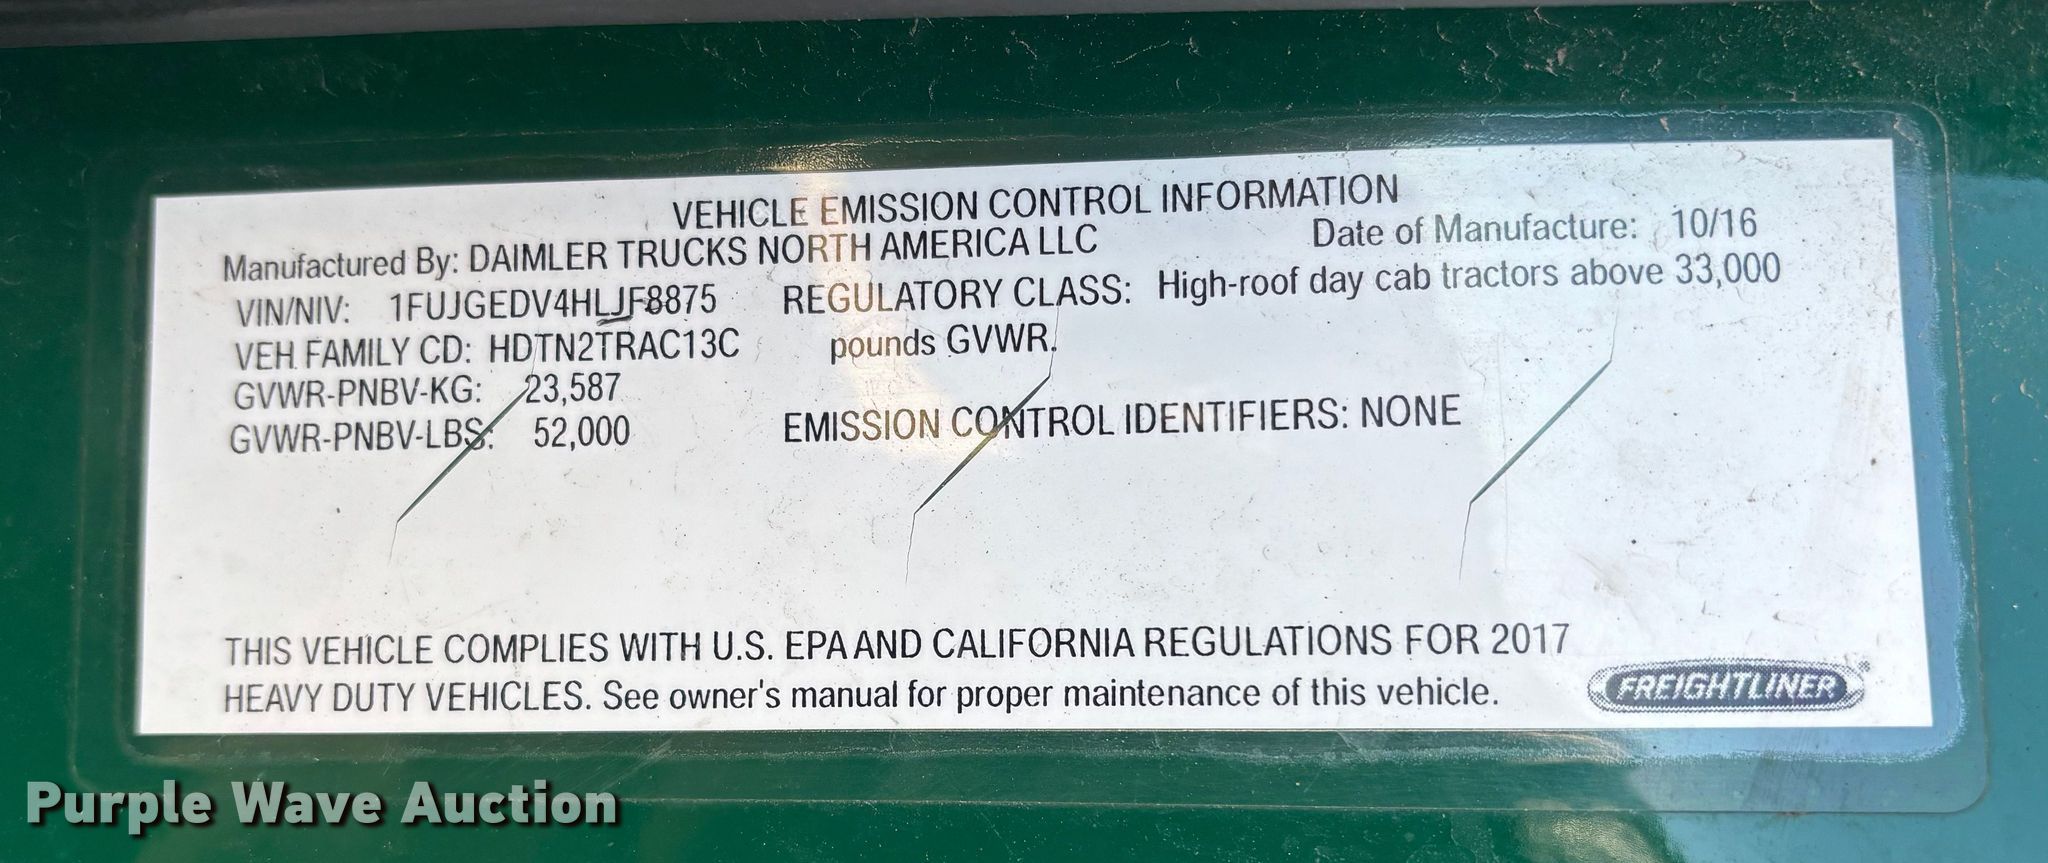 VEHICLE EMISSION CONTROL INFORMATION
Manufactured By: DAIMLER TRUCKS NORTH AMERICA LLC Date of Manufacture: 10/16
VIN/NIV: 1FUJGEDV4HLJF8875 REGULATORY CLASS: High-roof day cab tractors above 33,000
VEH. FAMILY CD: HDTN2TRAC13C pounds GVWR.
GVWR-PNBV-KG: 23,587
GVWR-PNBV-LBS: 52,000 EMISSION CONTROL IDENTIFIERS: NONE
THIS VEHICLE COMPLIES WITH U.S. EPA AND CALIFORNIA REGULATIONS FOR 2017
HEAVY DUTY VEHICLES. See owner's manual for proper maintenance of this vehicle.
FREIGHTLINER®
Purple Wave Auction